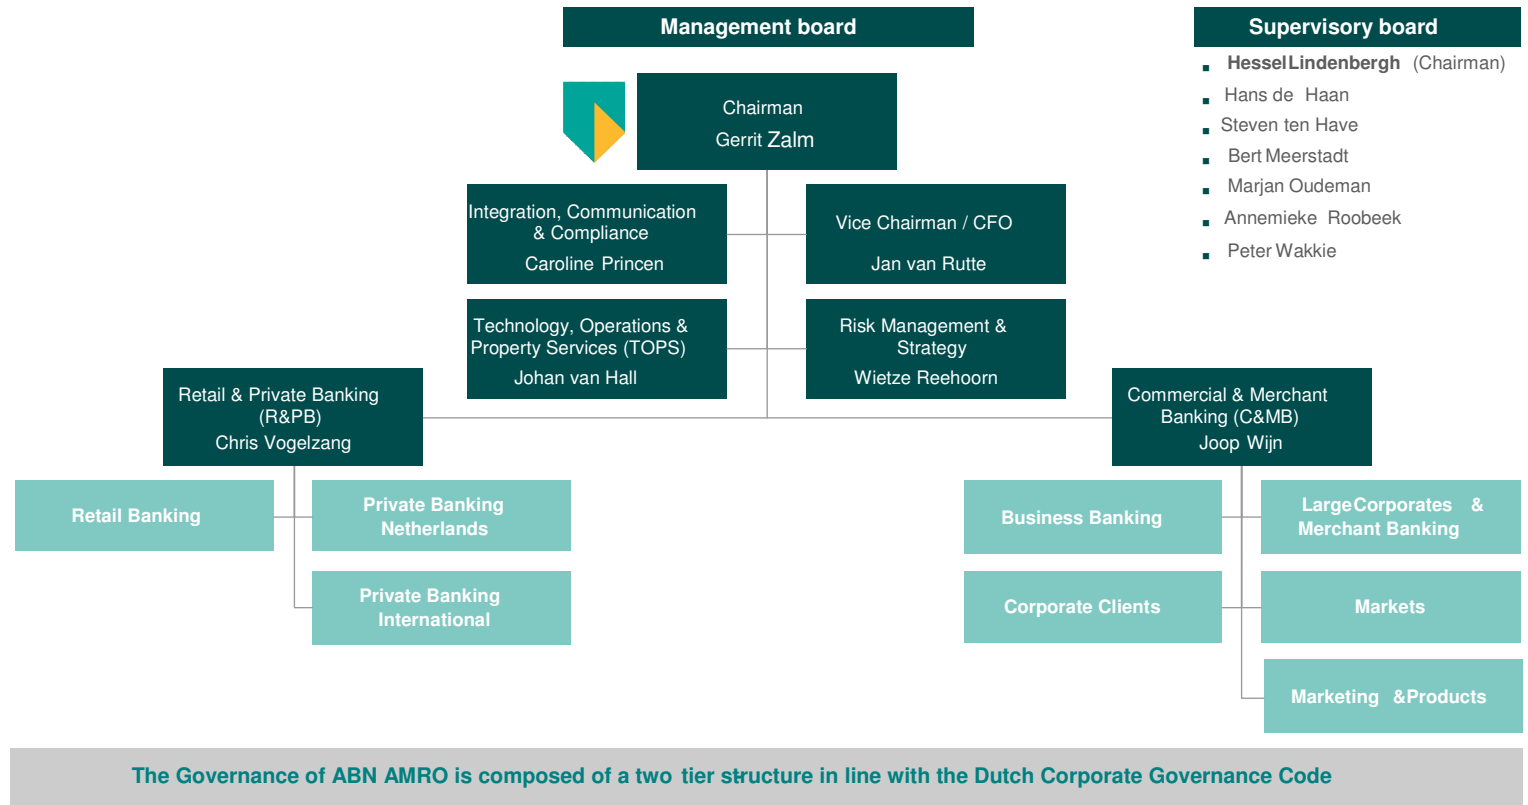 Management board
Supervisory board
Hessel Lindenbergh (Chairman)
Hans de Haan
Steven ten Have
Bert Meerstadt
Marjan Oudeman
Annemieke Roobeek
Peter Wakkie
Chairman
Gerrit Zalm
Integration, Communication
& Compliance
Caroline Princen
Vice Chairman / CFO
Jan van Rutte
Technology, Operations &
Property Services (TOPS)
Johan van Hall
Risk Management &
Strategy
Wietze Reehoorn
Retail & Private Banking
(R&PB)
Chris Vogelzang
Commercial & Merchant
Banking (C&MB)
Joop Wijn
Retail Banking
Private Banking
Netherlands
Private Banking
International
Business Banking
Large Corporates &
Merchant Banking
Corporate Clients
Markets
Marketing & Products
The Governance of ABN AMRO is composed of a two tier structure in line with the Dutch Corporate Governance Code